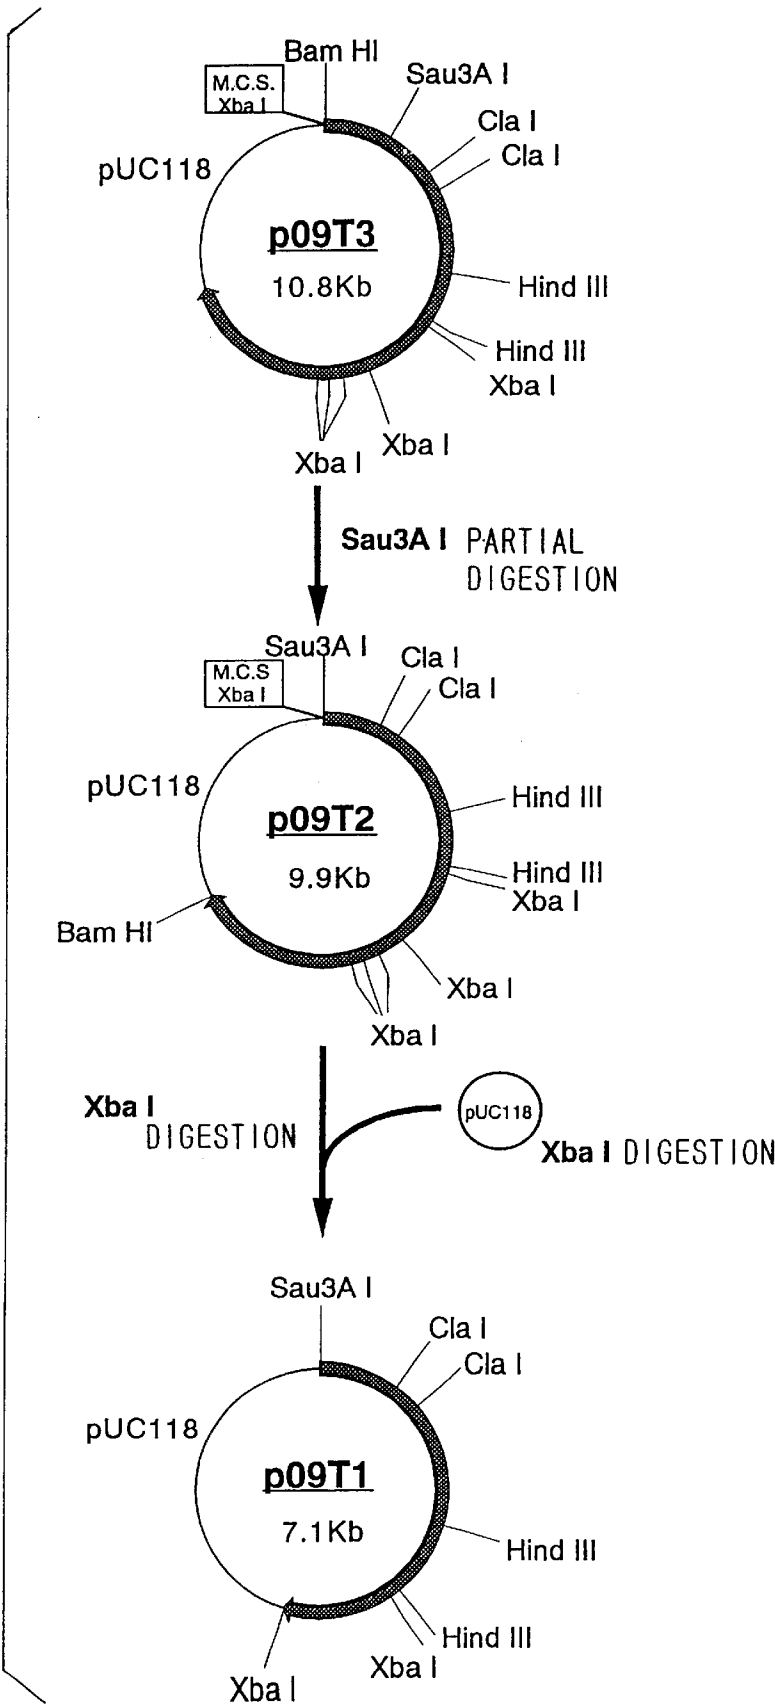 Bam HI
M.C.S.
Xba I
Sau3A I
Cla I
Cla I
pUC118
p09T3
10.8Kb
Hind III
Hind III
Xba I
Xba I
Xba I
Sau3A I PARTIAL
DIGESTION
Sau3A I
M.C.S
Xba I
Cla I
Cla I
pUC118
p09T2
9.9Kb
Hind III
Hind III
Xba I
Bam HI
Xba I
Xba I
Xba I
DIGESTION
pUC118
Xba I DIGESTION
Sau3A I
Cla I
Cla I
pUC118
p09T1
7.1Kb
Hind III
Hind III
Xba I
Xba I